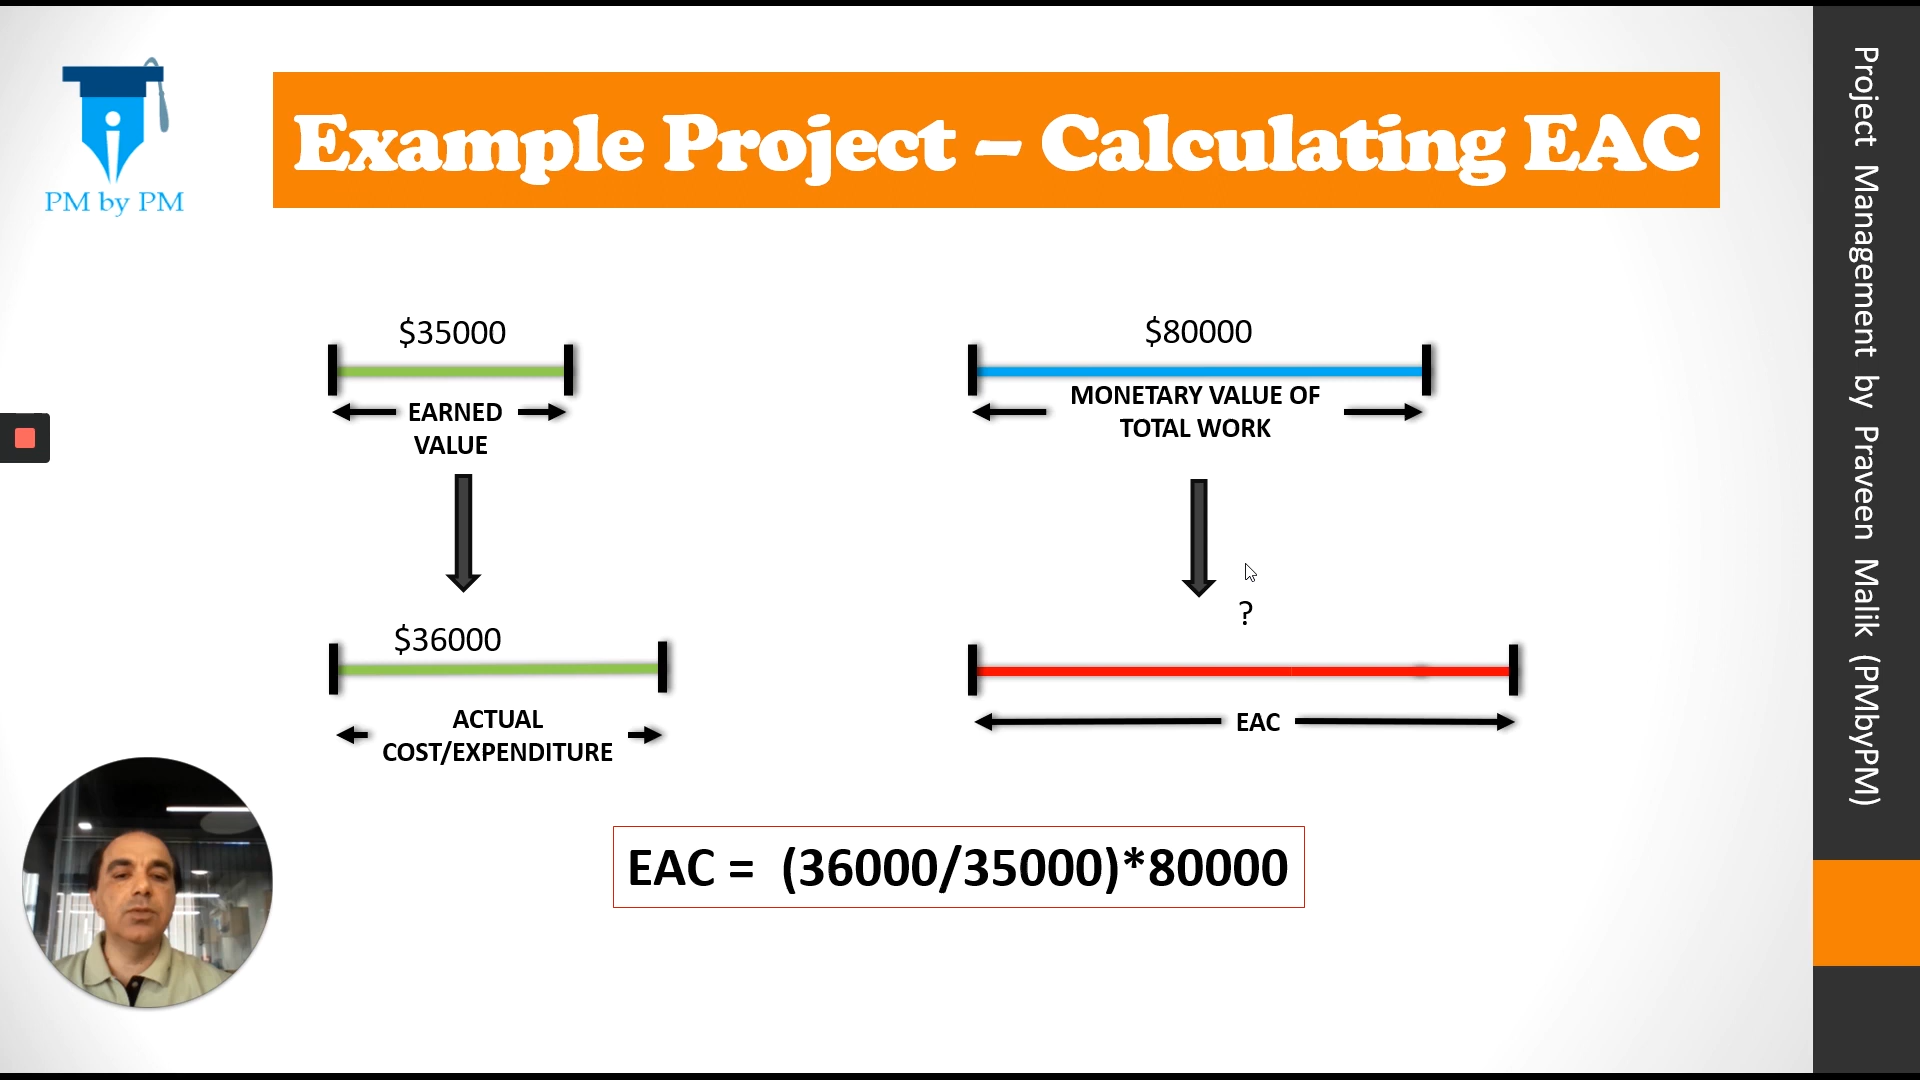 PM by PM
Example Project – Calculating EAC
$35000
EARNED
VALUE
$36000
ACTUAL
COST/EXPENDITURE
$80000
MONETARY VALUE OF
TOTAL WORK
?
EAC
EAC = (36000/35000)*80000
Project Management by Praveen Malik (PMbyPM)